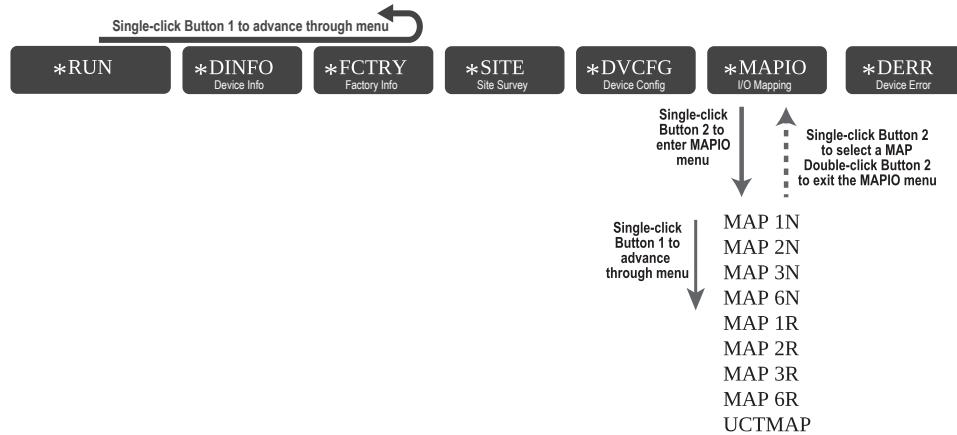 Single-click Button 1 to advance through menu
*RUN
*DINFO
Device Info
*FCTRY
Factory Info
*SITE
Site Survey
*DVCFG
Device Config
*MAPIO
I/O Mapping
*DERR
Device Error
Single-click
Button 2 to
enter MAPIO
menu
Single-click Button 2
to select a MAP
Double-click Button 2
to exit the MAPIO menu
Single-click
Button 1 to
advance
through menu
MAP 1N
MAP 2N
MAP 3N
MAP 6N
MAP 1R
MAP 2R
MAP 3R
MAP 6R
UCTMAP